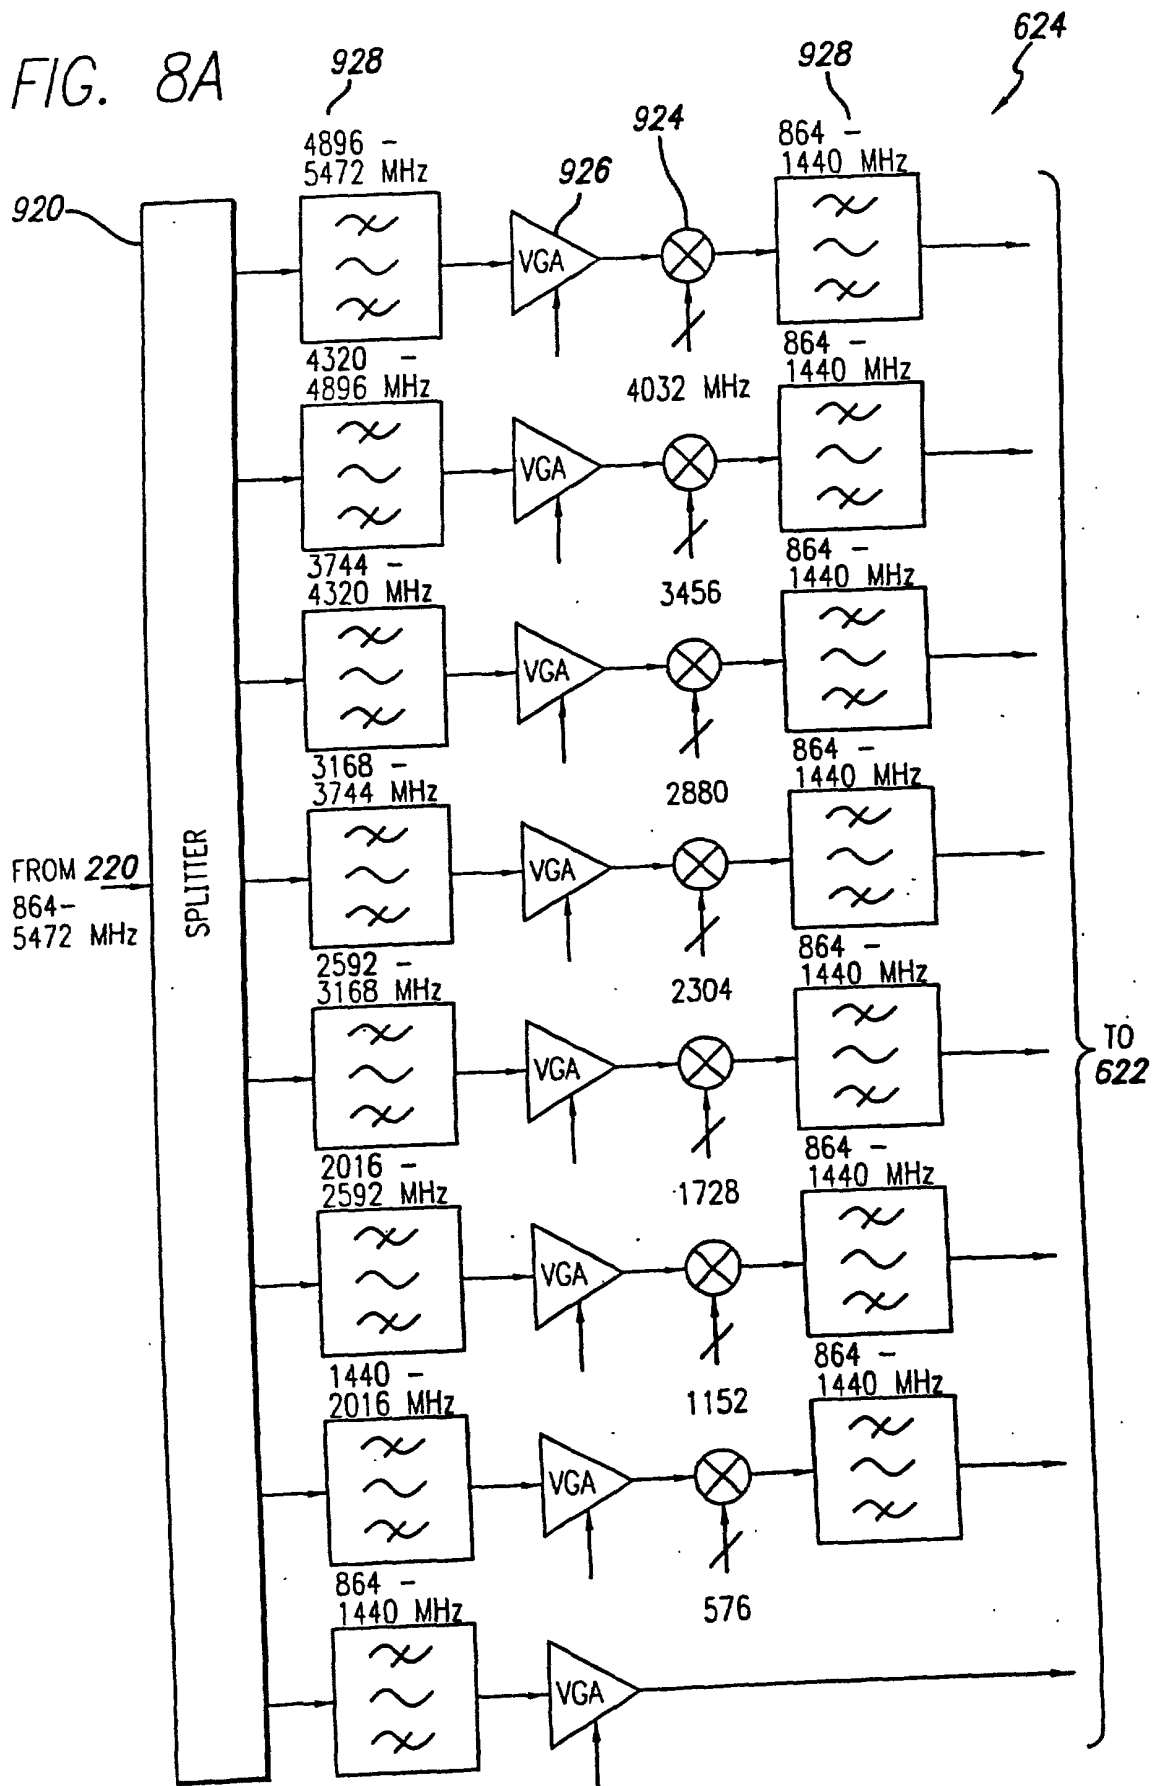 FIG. 8A
928
928
624
924
926
920
4896 -
5472 MHz
864 -
1440 MHz
VGA
4032 MHz
4320 -
4896 MHz
864 -
1440 MHz
VGA
3456
3744 -
4320 MHz
864 -
1440 MHz
VGA
2880
3168 -
3744 MHz
864 -
1440 MHz
VGA
2304
SPLITTER
FROM 220
864-
5472 MHz
2592 -
3168 MHz
864 -
1440 MHz
VGA
1728
TO
622
2016 -
2592 MHz
864 -
1440 MHz
VGA
1152
1440 -
2016 MHz
864 -
1440 MHz
VGA
576
864 -
1440 MHz
VGA